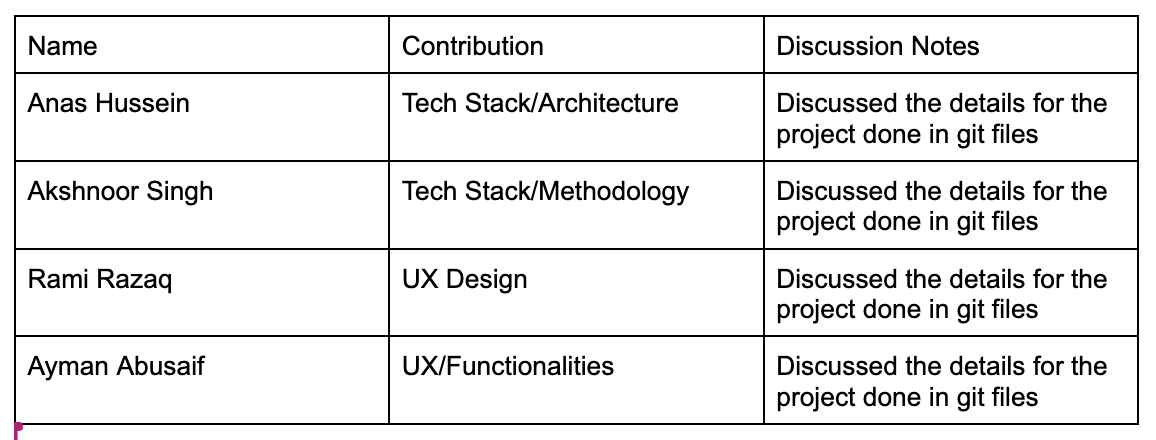 Name Contribution Discussion Notes
Anas Hussein Tech Stack/Architecture Discussed the details for the
project done in git files
Akshnoor Singh Tech Stack/Methodology Discussed the details for the
project done in git files
Rami Razaq UX Design Discussed the details for the
project done in git files
Ayman Abusaif UX/Functionalities Discussed the details for the
project done in git files